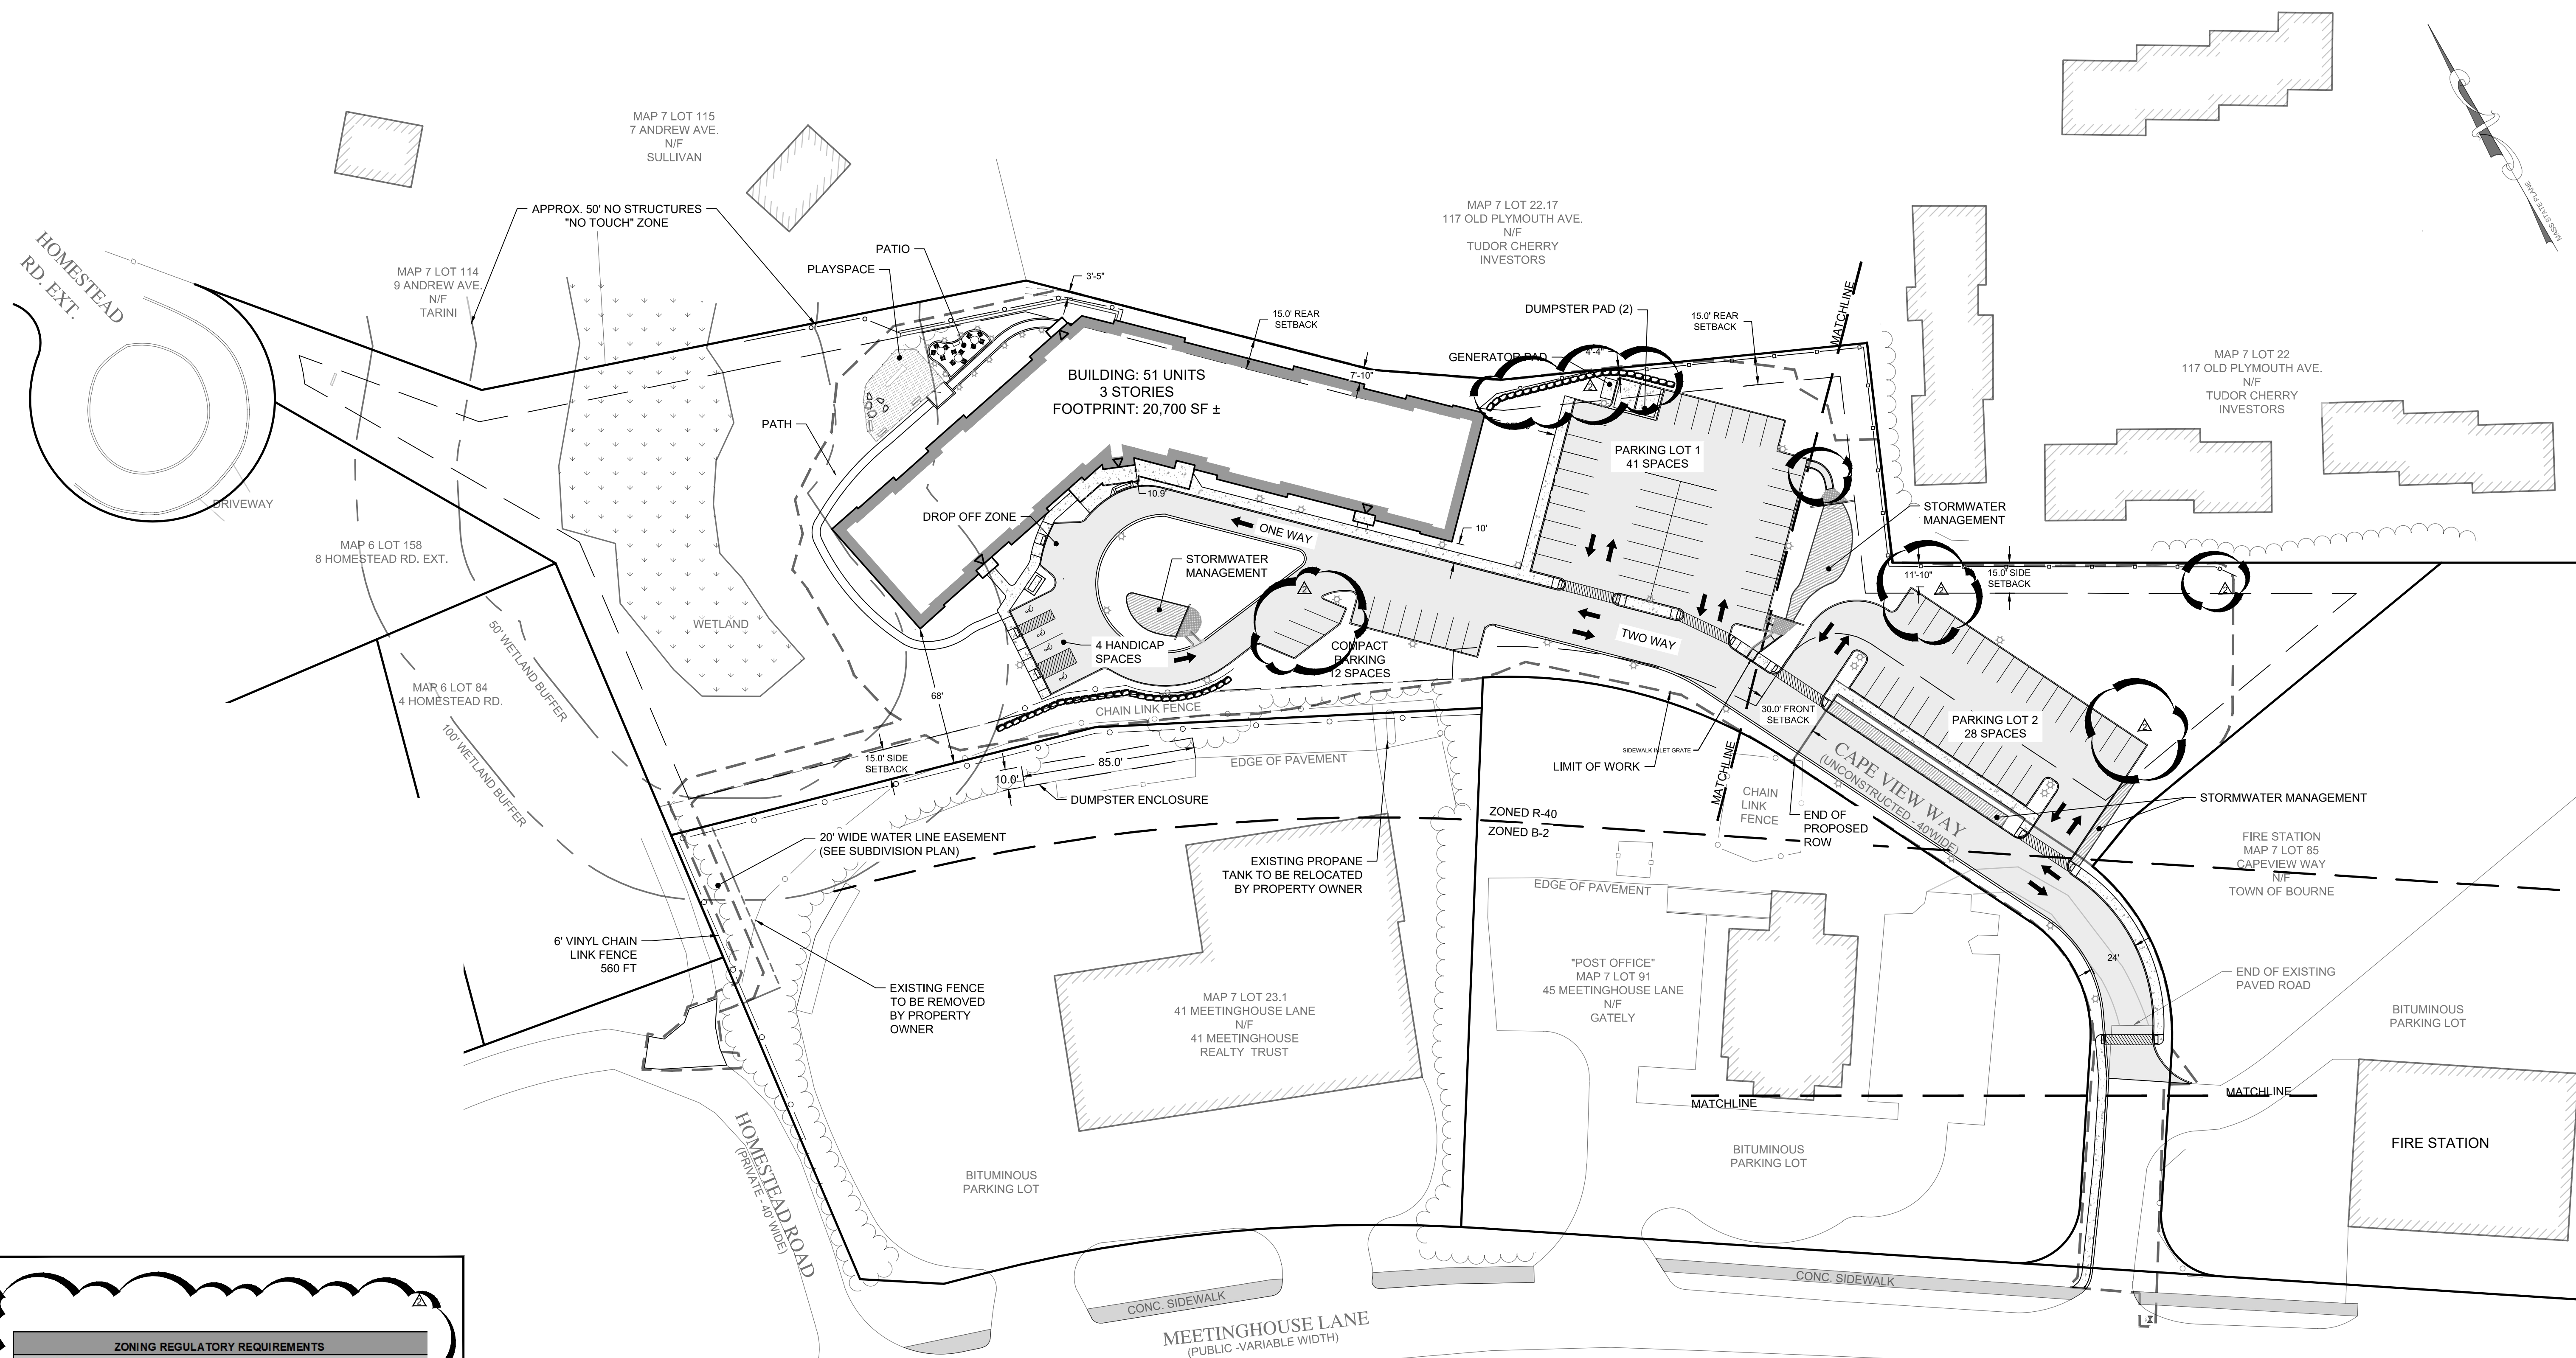 MAP 7 LOT 115
7 ANDREW AVE.
N/F
SULLIVAN
MASS STATE PLANE
HOMESTEAD
RD. EXT.
APPROX. 50' NO STRUCTURES
"NO TOUCH" ZONE
MAP 7 LOT 114
9 ANDREW AVE.
N/F
TARINI
PATIO
PLAYSPACE
3'-5"
MAP 7 LOT 22.17
117 OLD PLYMOUTH AVE.
N/F
TUDOR CHERRY
INVESTORS
15.0' REAR
SETBACK
DUMPSTER PAD (2)
15.0' REAR
SETBACK
MATCHLINE
GENERATOR PAD
4'-4"
2
7'-10"
MAP 7 LOT 22
117 OLD PLYMOUTH AVE.
N/F
TUDOR CHERRY
INVESTORS
BUILDING: 51 UNITS
3 STORIES
FOOTPRINT: 20,700 SF ±
PATH
PARKING LOT 1
41 SPACES
DRIVEWAY
10.9'
DROP OFF ZONE
ONE WAY
10'
STORMWATER
MANAGEMENT
MAP 6 LOT 158
8 HOMESTEAD RD. EXT.
STORMWATER
MANAGEMENT
2
11'-10"
2
15.0' SIDE
SETBACK
2
WETLAND
50' WETLAND BUFFER
4 HANDICAP
SPACES
COMPACT
PARKING
12 SPACES
TWO WAY
MAP 6 LOT 84
4 HOMESTEAD RD.
100' WETLAND BUFFER
68'
CHAIN LINK FENCE
30.0' FRONT
SETBACK
PARKING LOT 2
28 SPACES
2
SIDEWALK INLET GRATE
CAPE VIEW WAY
(UNCONSTRUCTED - 40'WIDE)
15.0' SIDE
SETBACK
10.0'
85.0'
EDGE OF PAVEMENT
LIMIT OF WORK
MATCHLINE
CHAIN
LINK
FENCE
DUMPSTER ENCLOSURE
STORMWATER MANAGEMENT
ZONED R-40
ZONED B-2
END OF
PROPOSED
ROW
20' WIDE WATER LINE EASEMENT
(SEE SUBDIVISION PLAN)
EXISTING PROPANE
TANK TO BE RELOCATED
BY PROPERTY OWNER
EDGE OF PAVEMENT
FIRE STATION
MAP 7 LOT 85
CAPEVIEW WAY
N/F
TOWN OF BOURNE
6' VINYL CHAIN
LINK FENCE
560 FT
EXISTING FENCE
TO BE REMOVED
BY PROPERTY
OWNER
MAP 7 LOT 23.1
41 MEETINGHOUSE LANE
N/F
41 MEETINGHOUSE
REALTY TRUST
"POST OFFICE"
MAP 7 LOT 91
45 MEETINGHOUSE LANE
N/F
GATELY
24'
END OF EXISTING
PAVED ROAD
BITUMINOUS
PARKING LOT
MATCHLINE
MATCHLINE
HOMESTEAD ROAD
(PRIVATE - 40' WIDE)
BITUMINOUS
PARKING LOT
BITUMINOUS
PARKING LOT
FIRE STATION
CONC. SIDEWALK
CONC. SIDEWALK
MEETINGHOUSE LANE
(PUBLIC -VARIABLE WIDTH)
2
ZONING REGULATORY REQUIREMENTS